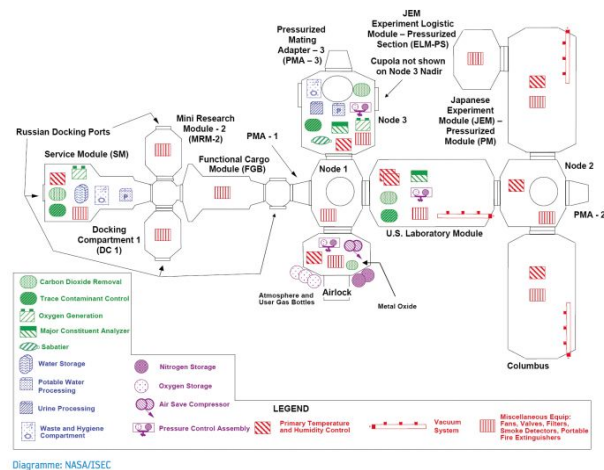 Pressurized
Mating
Adapter – 3
(PMA – 3)
JEM
Experiment Logistic
Module – Pressurized
Section (ELM-PS)
Cupola not shown
on Node 3 Nadir
Russian Docking Ports
Mini Research
Module - 2
(MRM-2)
Service Module (SM)
Functional Cargo
Module (FGB)
PMA - 1
Node 3
Japanese
Experiment
Module (JEM) –
Pressurized
Module (PM)
Node 1
Node 2
Docking
Compartment 1
(DC 1)
U.S. Laboratory Module
PMA - 2
Atmosphere and
User Gas Bottles
Airlock
Metal Oxide
Columbus
Carbon Dioxide Removal
Trace Contaminant Control
Oxygen Generation
Major Constituent Analyzer
Sabatier
Water Storage
Potable Water
Processing
Urine Processing
Waste and Hygiene
Compartment
Nitrogen Storage
Oxygen Storage
Air Save Compressor
Pressure Control Assembly
LEGEND
Primary Temperature
and Humidity Control
Vacuum
System
Miscellaneous Equip:
Fans, Valves, Filters,
Smoke Detectors, Portable
Fire Extinguishers
Diagramme: NASA/ISEC